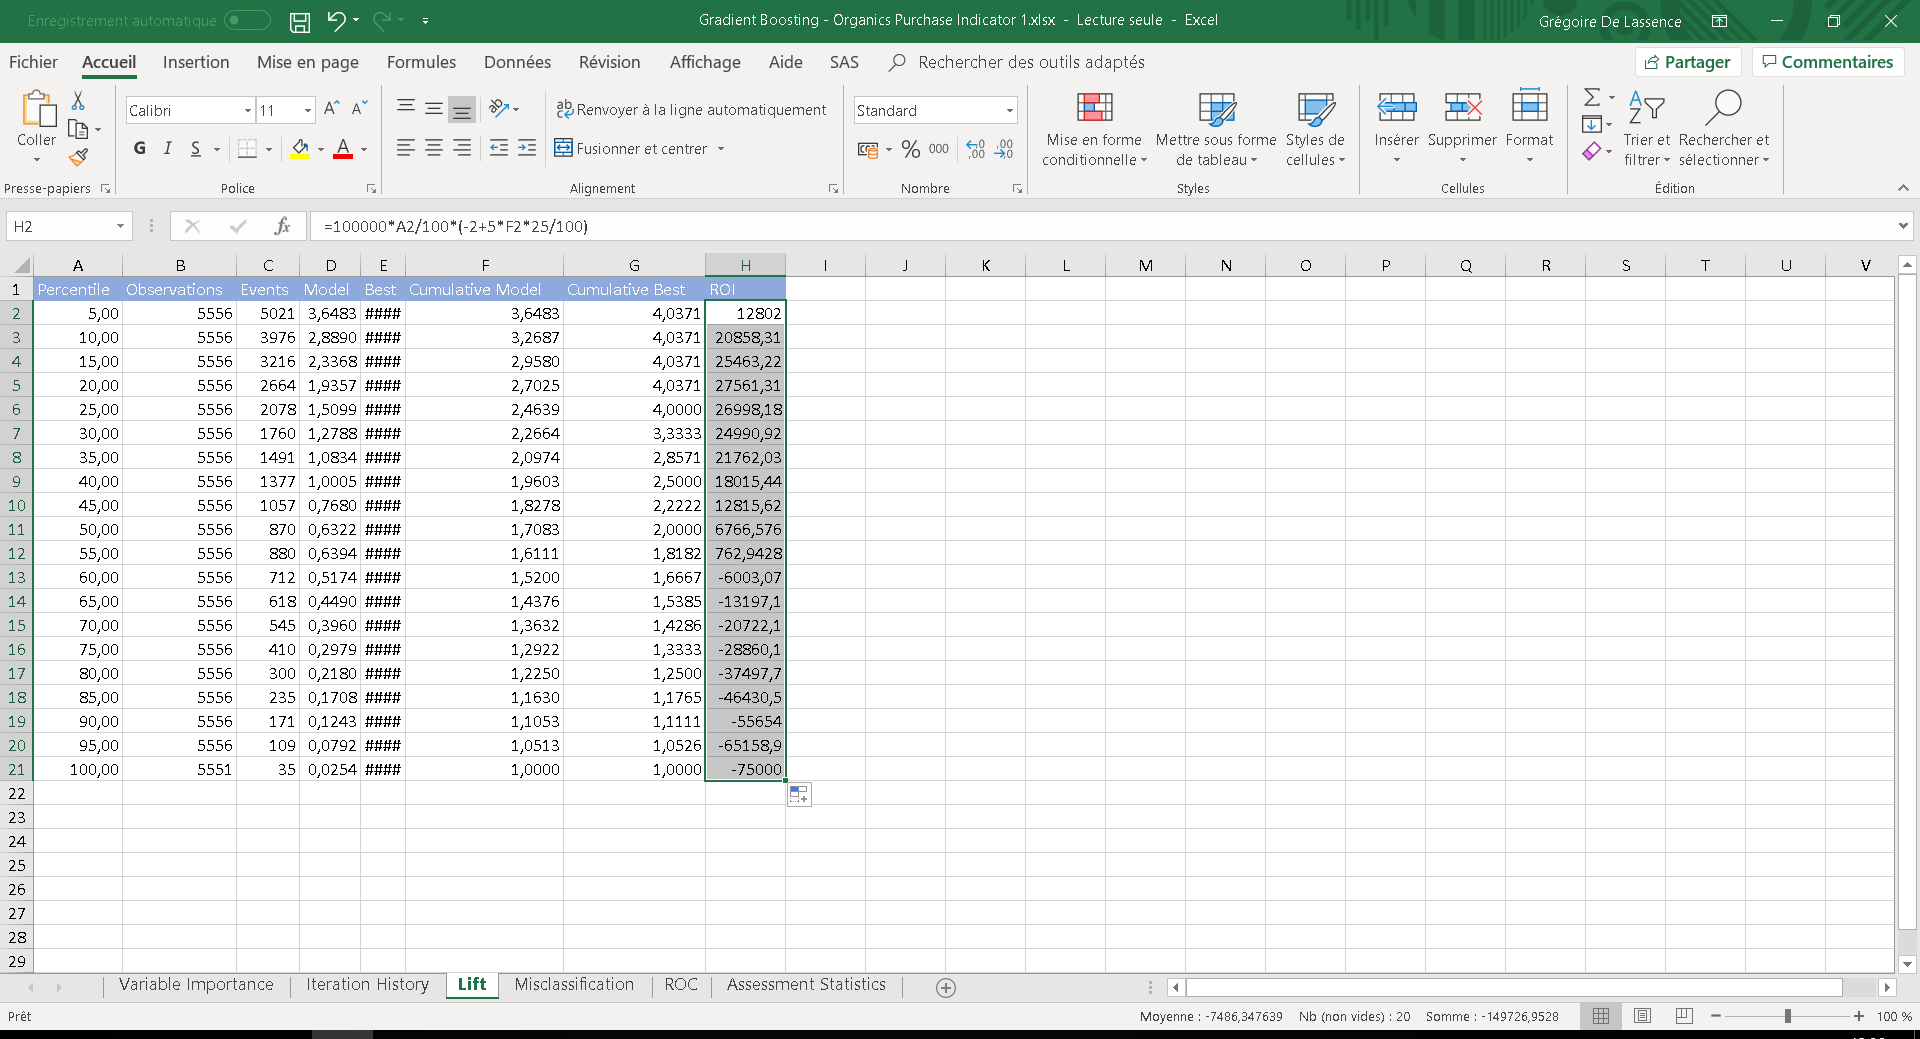 Enregistrement automatique
Gradient Boosting - Organics Purchase Indicator 1.xlsx - Lecture seule - Excel
Grégoire De Lassence
Fichier Accueil Insertion Mise en page Formules Données Révision Affichage Aide SAS Rechercher des outils adaptés Partager Commentaires
Coller
Calibri 11
Renvoyer à la ligne automatiquement
Standard
G I S
Fusionner et centrer
% 000
Mise en forme conditionnelle
Mettre sous forme de tableau
Styles de cellules
Insérer Supprimer Format
Trier et filtrer
Rechercher et sélectionner
Presse-papiers Police Alignement Nombre Styles Cellules Édition
H2 fx =100000*A2/100*(-2+5*F2*25/100)
A B C D E F G H I J K L M N O P Q R S T U V
1 Percentile Observations Events Model Best Cumulative Model Cumulative Best ROI
2 5,00 5556 5021 3,6483 #### 3,6483 4,0371 12802
3 10,00 5556 3976 2,8890 #### 3,2687 4,0371 20858,31
4 15,00 5556 3216 2,3368 #### 2,9580 4,0371 25463,22
5 20,00 5556 2664 1,9357 #### 2,7025 4,0371 27561,31
6 25,00 5556 2078 1,5099 #### 2,4639 4,0000 26998,18
7 30,00 5556 1760 1,2788 #### 2,2664 3,3333 24990,92
8 35,00 5556 1491 1,0834 #### 2,0974 2,8571 21762,03
9 40,00 5556 1377 1,0005 #### 1,9603 2,5000 18015,44
10 45,00 5556 1057 0,7680 #### 1,8278 2,2222 12815,62
11 50,00 5556 870 0,6322 #### 1,7083 2,0000 6766,576
12 55,00 5556 880 0,6394 #### 1,6111 1,8182 762,9428
13 60,00 5556 712 0,5174 #### 1,5200 1,6667 -6003,07
14 65,00 5556 618 0,4490 #### 1,4376 1,5385 -13197,1
15 70,00 5556 545 0,3960 #### 1,3632 1,4286 -20722,1
16 75,00 5556 410 0,2979 #### 1,2922 1,3333 -28860,1
17 80,00 5556 300 0,2180 #### 1,2250 1,2500 -37497,7
18 85,00 5556 235 0,1708 #### 1,1630 1,1765 -46430,5
19 90,00 5556 171 0,1243 #### 1,1053 1,1111 -55654
20 95,00 5556 109 0,0792 #### 1,0513 1,0526 -65158,9
21 100,00 5551 35 0,0254 #### 1,0000 1,0000 -75000
22
23
24
25
26
27
28
29
Variable Importance Iteration History Lift Misclassification ROC Assessment Statistics
Prêt Moyenne : -7486,347639 Nb (non vides) : 20 Somme : -149726,9528 100 %